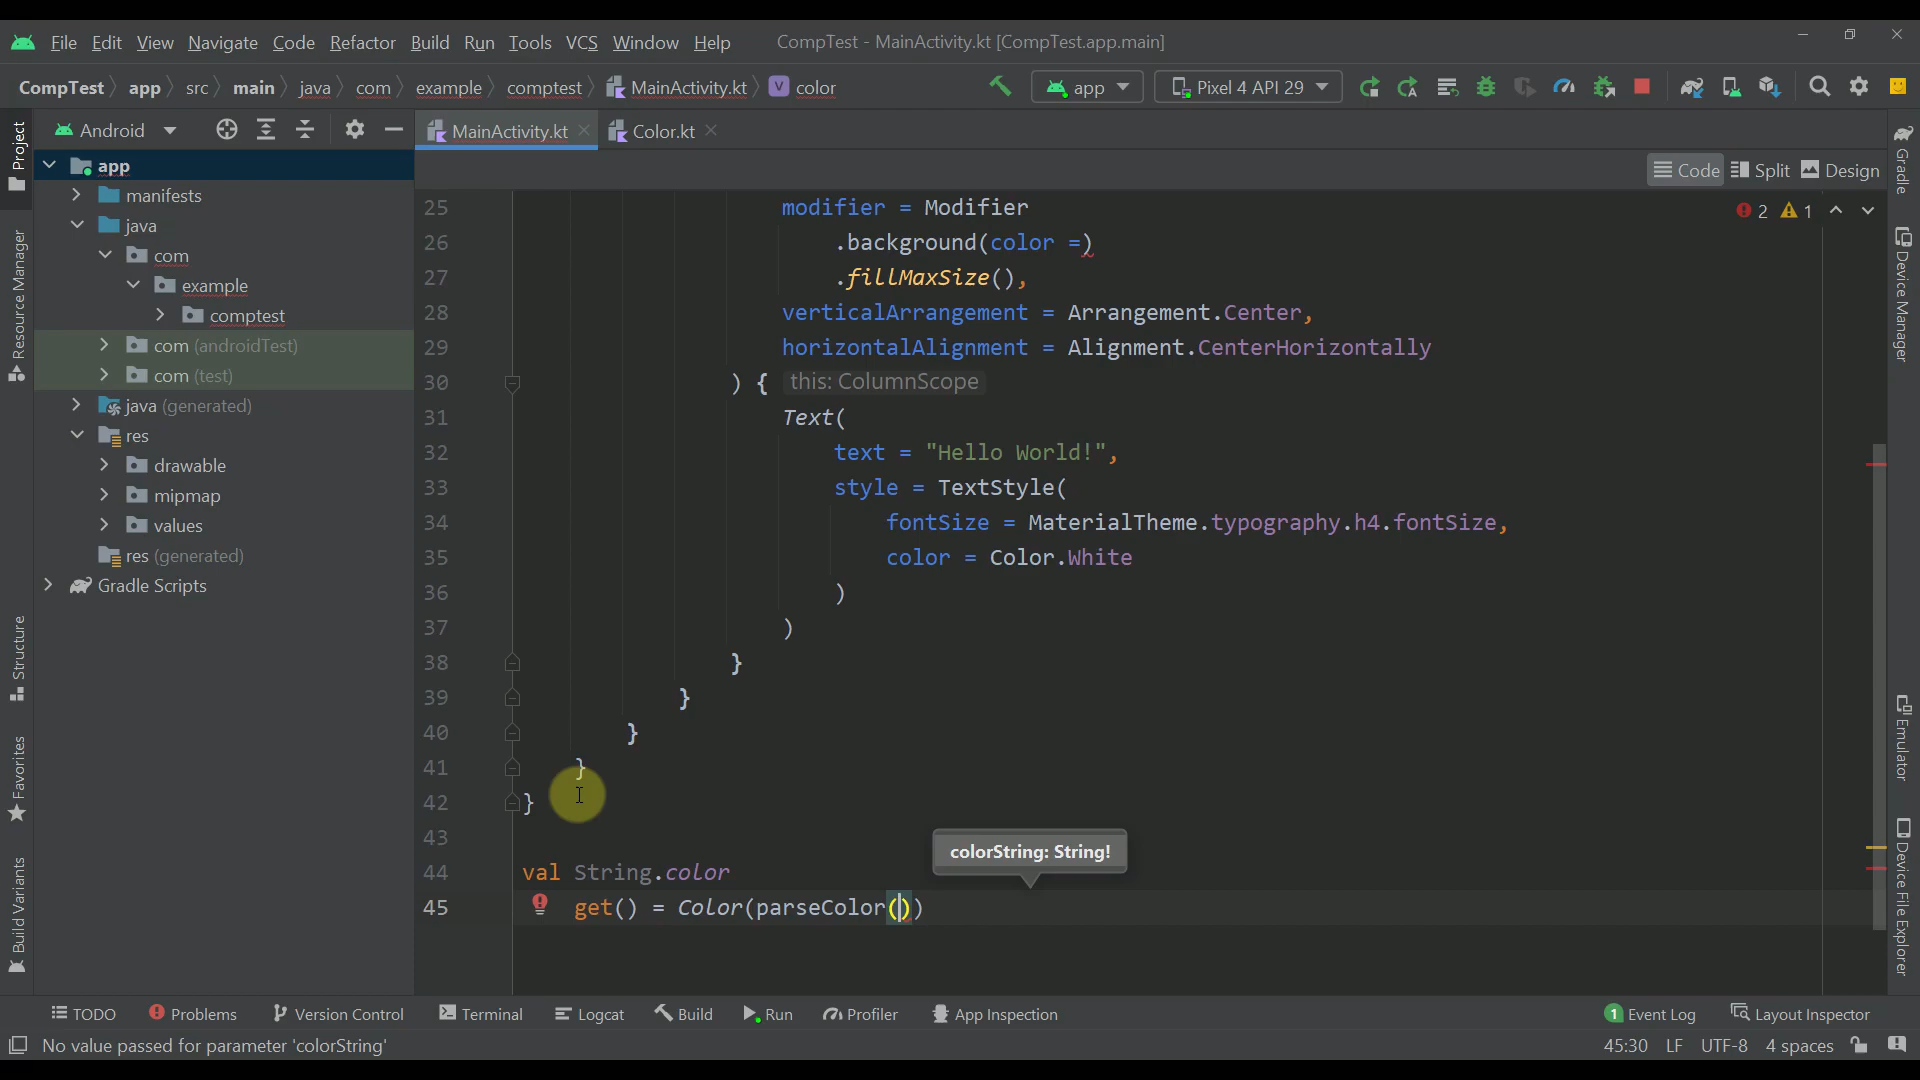 File Edit View Navigate Code Refactor Build Run Tools VCS Window Help CompTest - MainActivity.kt [CompTest.app.main]
CompTest app src main java com example comptest MainActivity.kt V color app Pixel 4 API 29
Android
MainActivity.kt Color.kt
Code Split Design
Project
Resource Manager
Structure
Favorites
Build Variants
app
manifests
java
com
example
comptest
com (androidTest)
com (test)
java (generated)
res
drawable
mipmap
values
res (generated)
Gradle Scripts
2 1
25 modifier = Modifier
26 .background(color =)
27 .fillMaxSize(),
28 verticalArrangement = Arrangement.Center,
29 horizontalAlignment = Alignment.CenterHorizontally
30 ) { this: ColumnScope
31 Text(
32 text = "Hello World!",
33 style = TextStyle(
34 fontSize = MaterialTheme.typography.h4.fontSize,
35 color = Color.White
36 )
37 )
38 }
39 }
40 }
41 }
42 }
43
colorString: String!
44 val String.color
45 get() = Color(parseColor())
Gradle
Device Manager
Emulator
Device File Explorer
TODO Problems Version Control Terminal Logcat Build Run Profiler App Inspection 1 Event Log Layout Inspector
No value passed for parameter 'colorString' 45:30 LF UTF-8 4 spaces